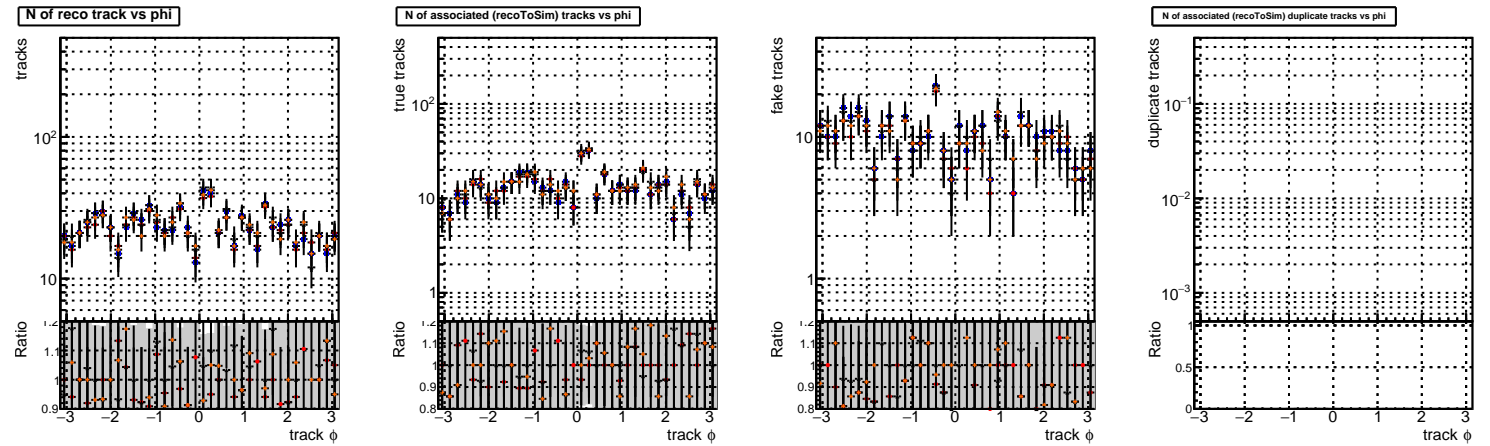 N of reco track vs phi
tracks
10²
10
Ratio
1.2
1.1
1
0.9
−3 −2 −1 0 1 2 3
track ϕ
N of associated (recoToSim) tracks vs phi
true tracks
10²
10
1
Ratio
1.2
1.1
1.0
0.9
0.8
−3 −2 −1 0 1 2 3
track ϕ
fake tracks
10
1
Ratio
1.2
1.1
1.0
0.9
0.8
−3 −2 −1 0 1 2 3
track ϕ
N of associated (recoToSim) duplicate tracks vs phi
duplicate tracks
10⁻¹
10⁻²
10⁻³
Ratio
1
0.5
0
−3 −2 −1 0 1 2 3
track ϕ